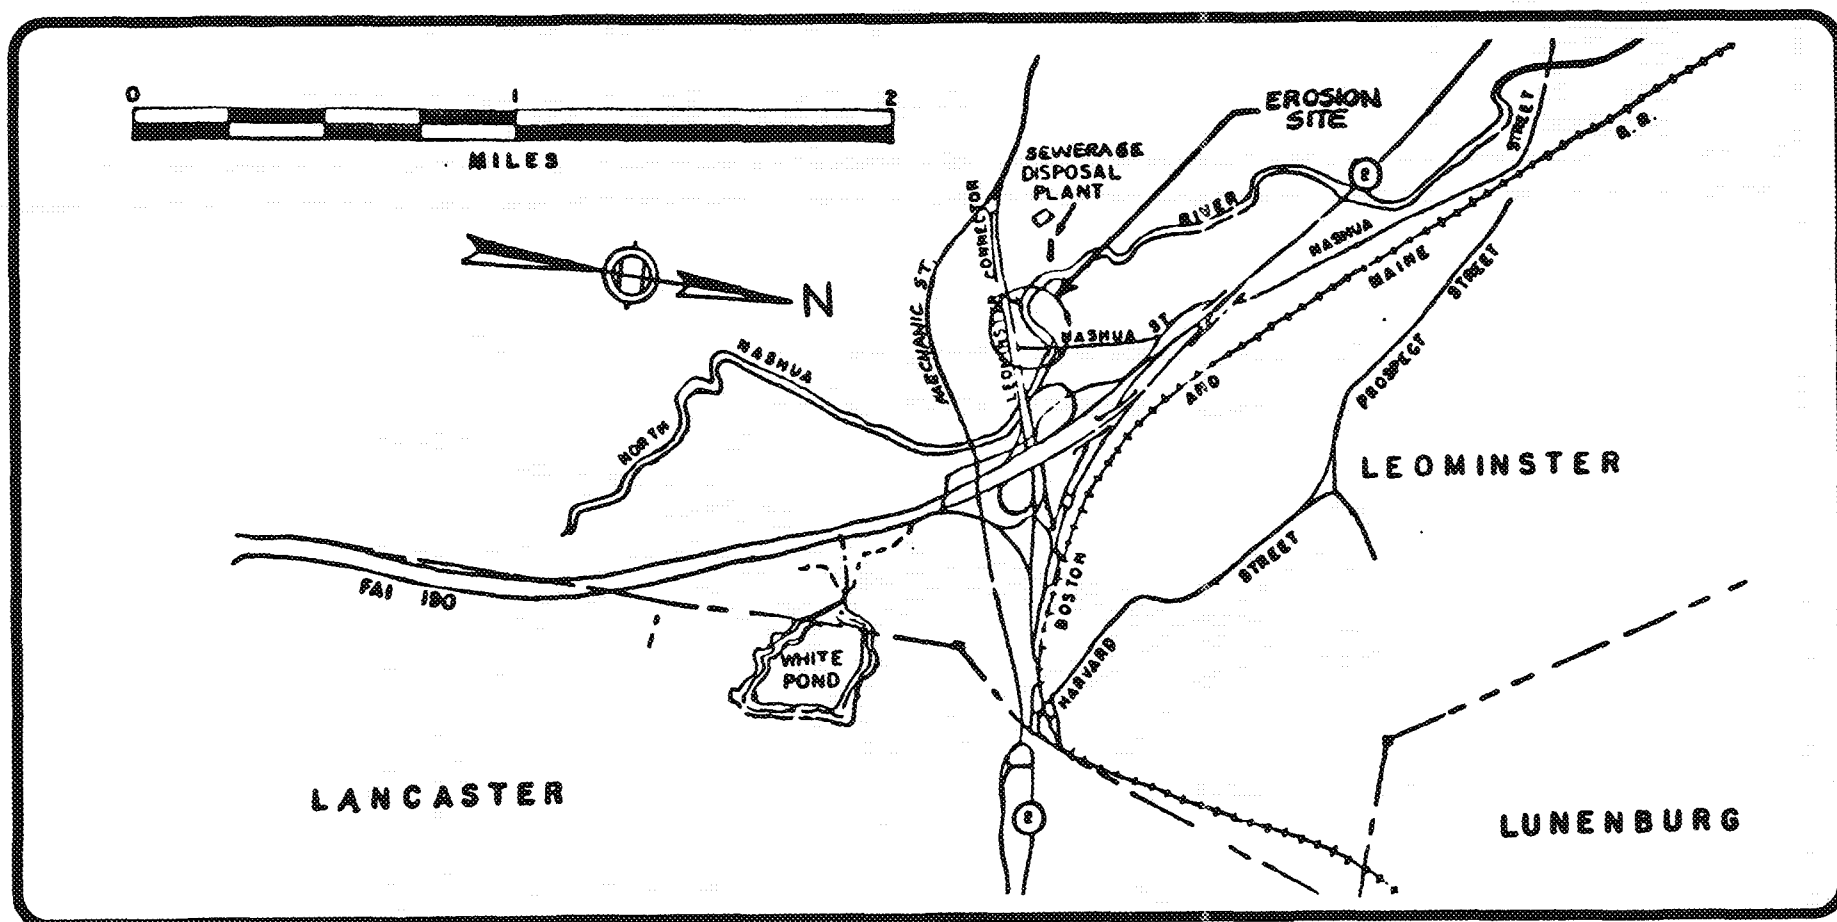 0 1 2
MILES
EROSION
SITE
SEWERAGE
DISPOSAL
PLANT
2
STREET
R.R.
RIVER
CONNECTOR
LEOMINSTER
MECHANIC ST.
NASHUA
MAINE
STREET
PROSPECT
N
NASHUA ST.
NASHUA
NORTH
AND
LEOMINSTER
STREET
BOSTON
HARVARD
FAI 190
WHITE
POND
LANCASTER
2
LUNENBURG